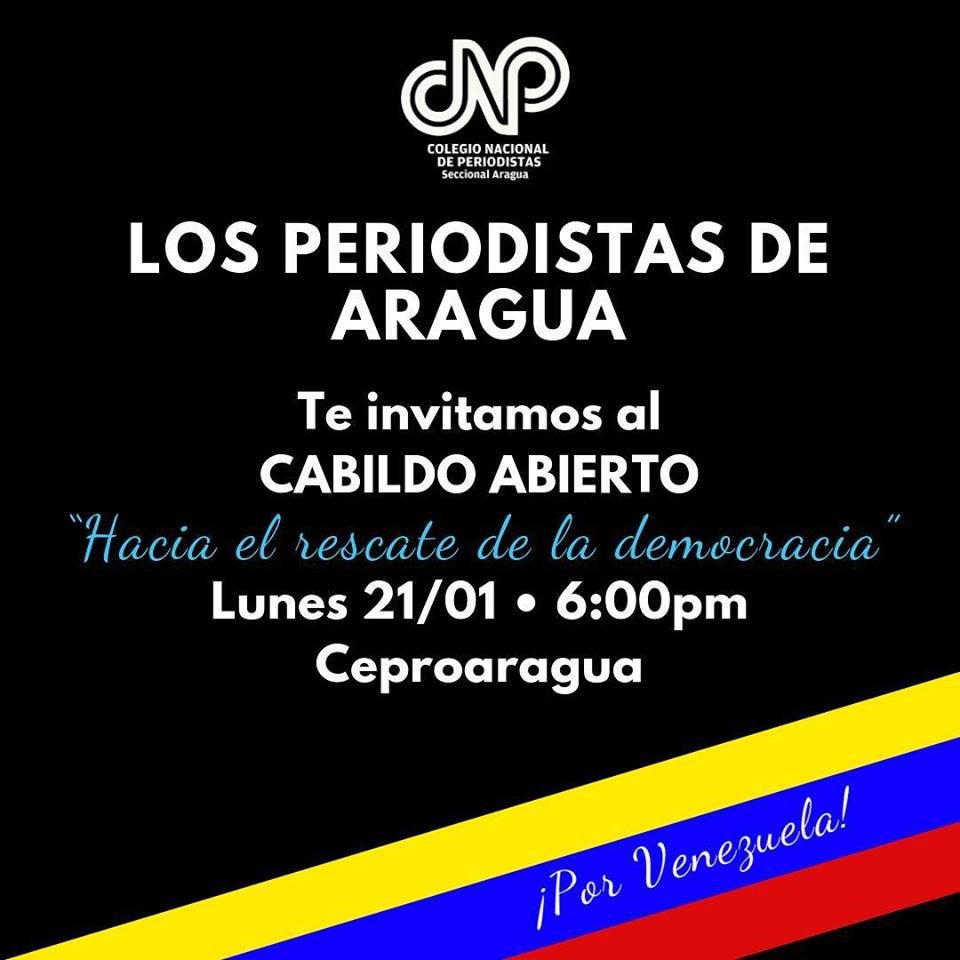 CNP
COLEGIO NACIONAL
DE PERIODISTAS
Seccional Aragua
LOS PERIODISTAS DE
ARAGUA
Te invitamos al
CABILDO ABIERTO
“Hacia el rescate de la democracia”
Lunes 21/01 • 6:00pm
Ceproaragua
¡Por Venezuela!